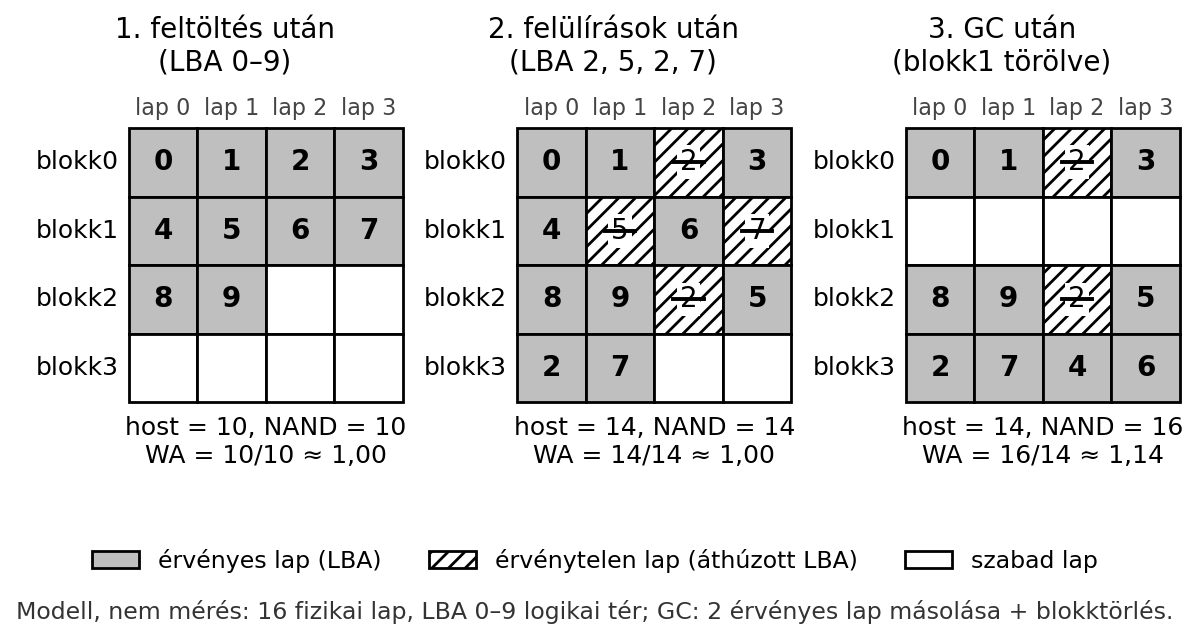 1. feltöltés után
(LBA 0–9)
2. felülírások után
(LBA 2, 5, 2, 7)
3. GC után
(blokk1 törölve)
lap 0 lap 1 lap 2 lap 3
lap 0 lap 1 lap 2 lap 3
lap 0 lap 1 lap 2 lap 3
blokk0 0 1 2 3
blokk0 0 1 2 3
blokk0 0 1 2 3
blokk1 4 5 6 7
blokk1 4 5 6 7
blokk1
blokk2 8 9
blokk2 8 9 2 5
blokk2 8 9 2 5
blokk3
blokk3 2 7
blokk3 2 7 4 6
host = 10, NAND = 10
WA = 10/10 ≈ 1,00
host = 14, NAND = 14
WA = 14/14 ≈ 1,00
host = 14, NAND = 16
WA = 16/14 ≈ 1,14
érvényes lap (LBA)
érvénytelen lap (áthúzott LBA)
szabad lap
Modell, nem mérés: 16 fizikai lap, LBA 0–9 logikai tér; GC: 2 érvényes lap másolása + blokktörlés.